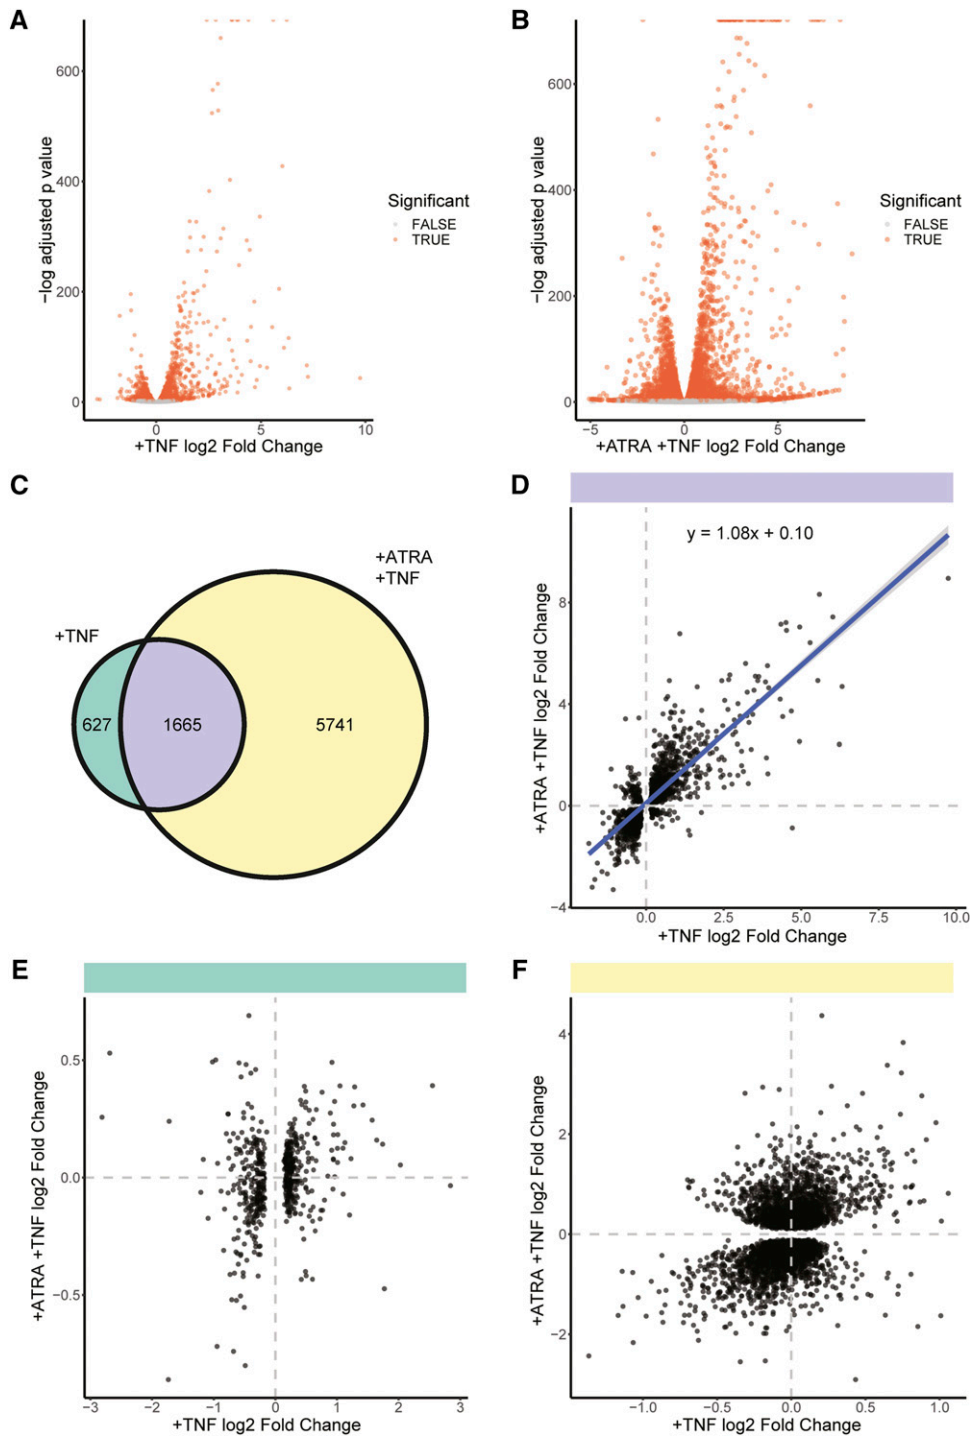 A
600
400
200
0
−log adjusted p value
0
5
10
+TNF log2 Fold Change
Significant
FALSE
TRUE
B
600
400
200
0
−log adjusted p value
−5
0
5
+ATRA +TNF log2 Fold Change
Significant
FALSE
TRUE
C
+ATRA
+TNF
+TNF
627
1665
5741
D
y = 1.08x + 0.10
8
4
0
−4
+ATRA +TNF log2 Fold Change
0.0
2.5
5.0
7.5
10.0
+TNF log2 Fold Change
E
0.5
0.0
−0.5
+ATRA +TNF log2 Fold Change
−3
−2
−1
0
1
2
3
+TNF log2 Fold Change
F
4
2
0
−2
+ATRA +TNF log2 Fold Change
−1.0
−0.5
0.0
0.5
1.0
+TNF log2 Fold Change